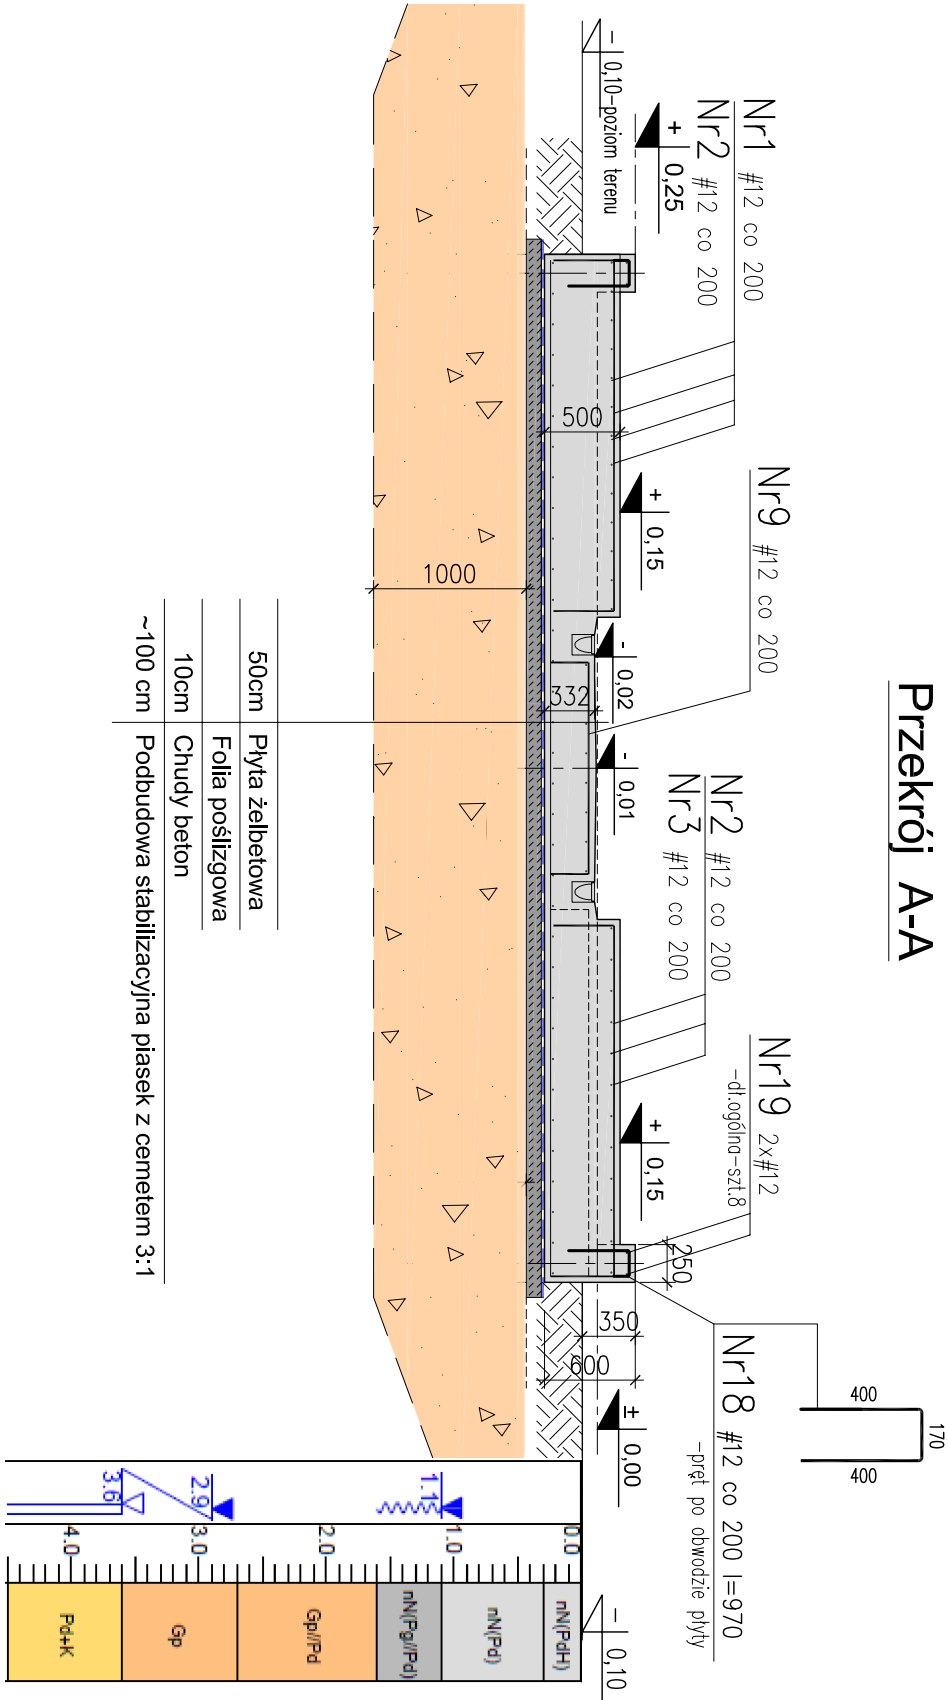 Przekrój A-A
Nr1 #12 co 200
Nr2 #12 co 200
Nr9 #12 co 200
Nr2 #12 co 200
Nr3 #12 co 200
Nr19 2x#12
-dł.ogólna-szt.8
Nr18 #12 co 200 l=970
-pręt po obwodzie płyty
400
170
400
- 0,10-poziom terenu
+ 0,25
+ 0,15
- 0,02
- 0,01
+ 0,15
± 0,00
- 0,10
500
332
250
350
600
1000
50cm Płyta żelbetowa
Folia poślizgowa
10cm Chudy beton
~100 cm Podbudowa stabilizacyjna piasek z cemetem 3:1
0.0
1.0
2.0
3.0
4.0
2.9
3.6
nN(PdH)
nN(Pd)
nN(Pg//Pd)
Gp//Pd
Gp
Pd+K